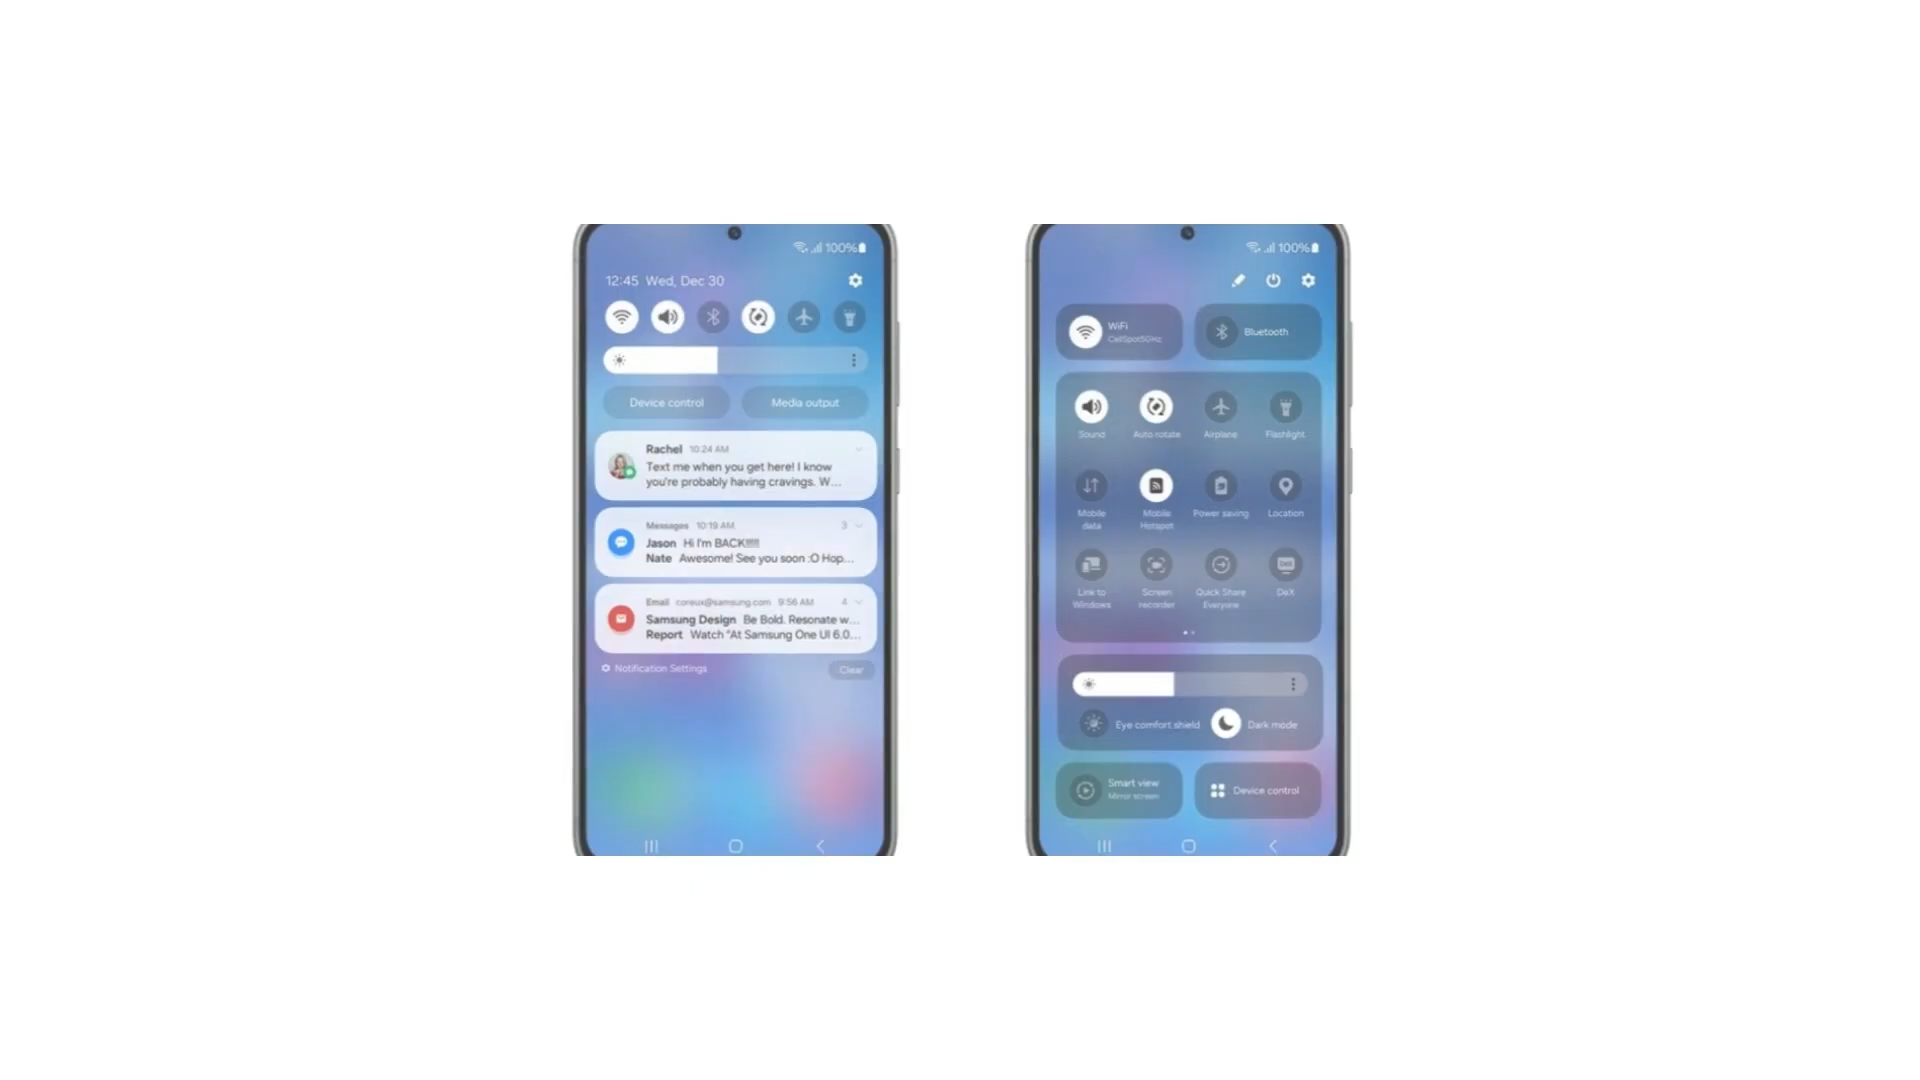 100%
12:45 Wed, Dec 30
Device control
Media output
Rachel 10:24 AM
Text me when you get here! I know
you're probably having cravings. W...
Messages 10:19 AM 3
Jason Hi I'm BACK!!!!!
Nate Awesome! See you soon :O Hop...
Email coreux@samsung.com 9:56 AM 4
Samsung Design Be Bold. Resonate w...
Report Watch "At Samsung One UI 6.0...
Notification Settings
Clear
100%
WiFi
CellSpot5GHz
Bluetooth
Sound
Auto rotate
Airplane
Flashlight
Mobile
data
Mobile
Hotspot
Power saving
Location
Link to
Windows
Screen
recorder
Quick Share
Everyone
DeX
DeX
Eye comfort shield
Dark mode
Smart view
Mirror screen
Device control